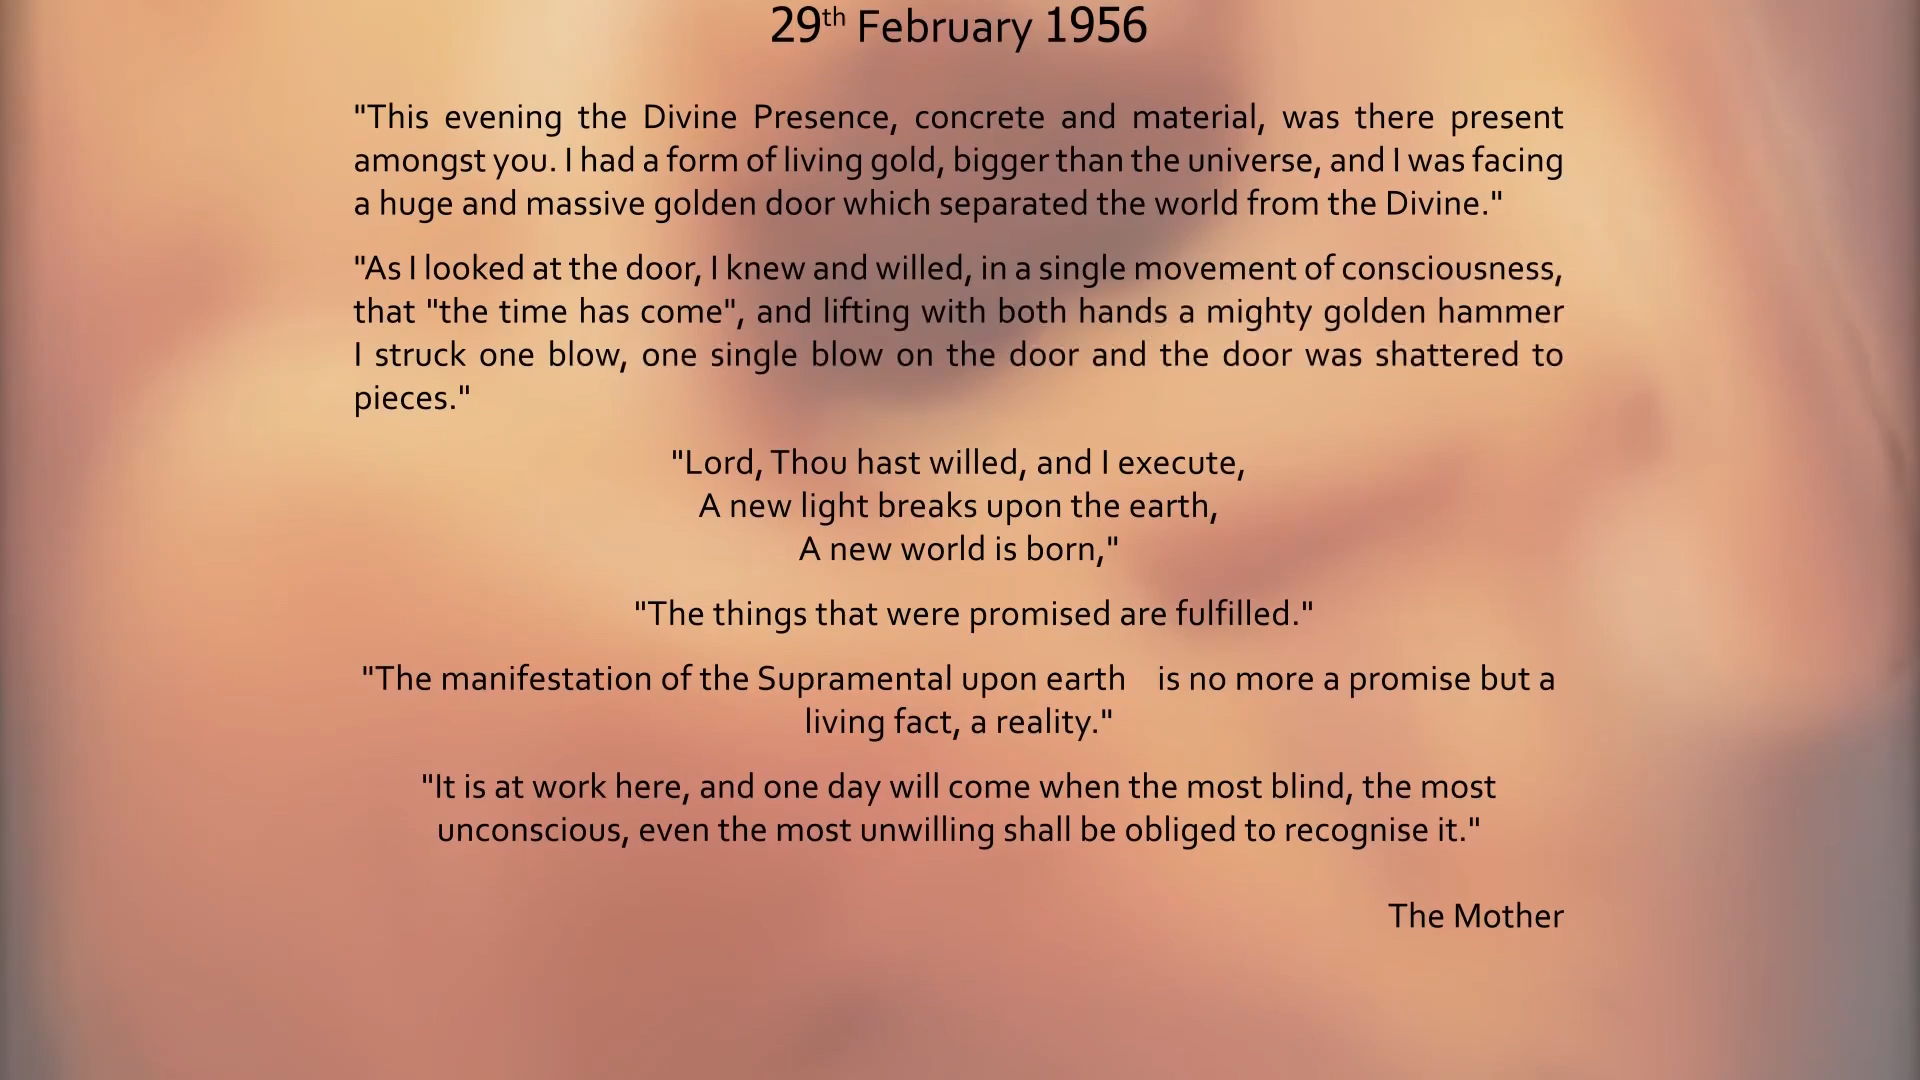 29th February 1956
"This evening the Divine Presence, concrete and material, was there present
amongst you. I had a form of living gold, bigger than the universe, and I was facing
a huge and massive golden door which separated the world from the Divine."
"As I looked at the door, I knew and willed, in a single movement of consciousness,
that "the time has come", and lifting with both hands a mighty golden hammer
I struck one blow, one single blow on the door and the door was shattered to
pieces."
"Lord, Thou hast willed, and I execute,
A new light breaks upon the earth,
A new world is born,"
"The things that were promised are fulfilled."
"The manifestation of the Supramental upon earth is no more a promise but a
living fact, a reality."
"It is at work here, and one day will come when the most blind, the most
unconscious, even the most unwilling shall be obliged to recognise it."
The Mother